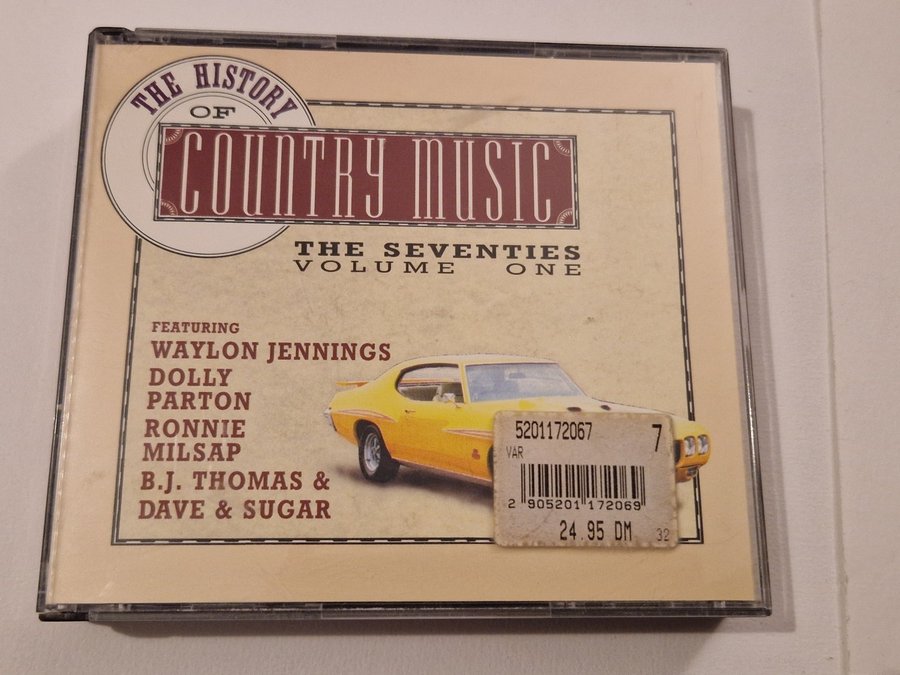 THE HISTORY
OF
COUNTRY MUSIC
THE SEVENTIES
VOLUME ONE
FEATURING
WAYLON JENNINGS
DOLLY
PARTON
RONNIE
MILSAP
B.J. THOMAS &
DAVE & SUGAR
5201172067 7
VAR
2 905201 172069
24.95 DM 32